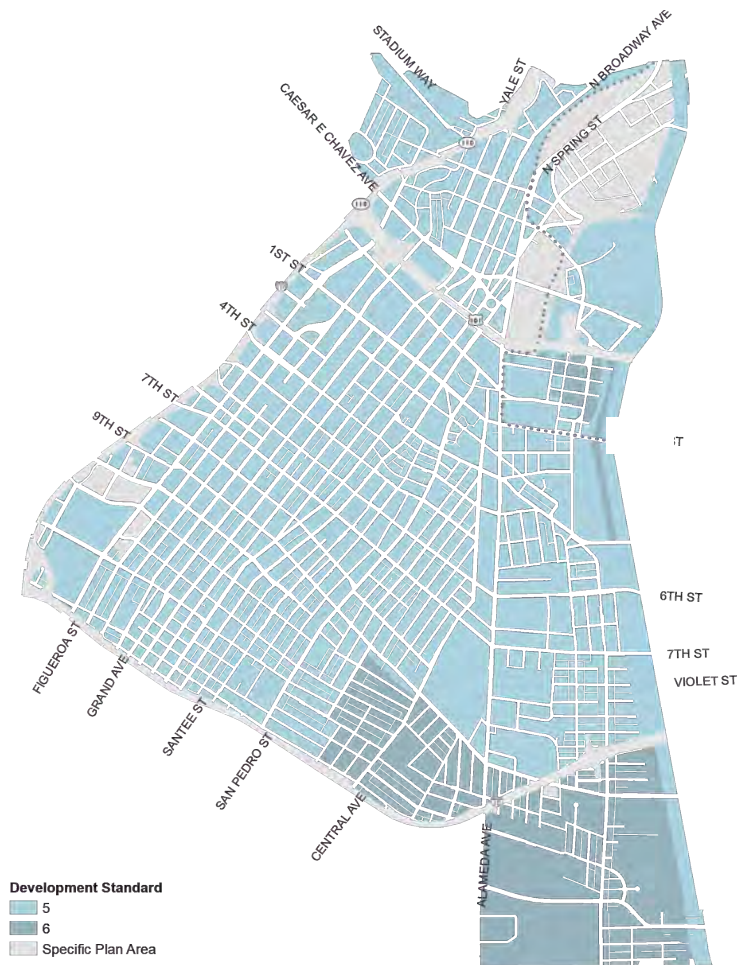 STADIUM WAY
N BROADWAY AVE
YALE ST
CAESAR E CHAVEZ AVE
110
N SPRING ST
110
1ST ST
4TH ST
101
7TH ST
9TH ST
ST
6TH ST
7TH ST
VIOLET ST
FIGUEROA ST
GRAND AVE
SANTEE ST
SAN PEDRO ST
CENTRAL AVE
ALAMEDA AVE
Development Standard
5
6
Specific Plan Area